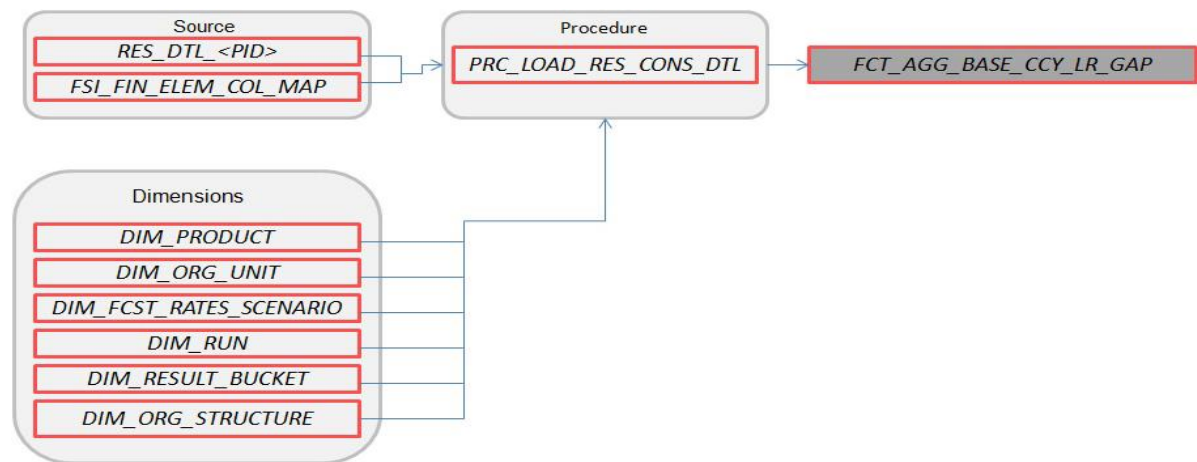 Source
RES_DTL_<PID>
FSI_FIN_ELEM_COL_MAP
Procedure
PRC_LOAD_RES_CONS_DTL
FCT_AGG_BASE_CCY_LR_GAP
Dimensions
DIM_PRODUCT
DIM_ORG_UNIT
DIM_FCST_RATES_SCENARIO
DIM_RUN
DIM_RESULT_BUCKET
DIM_ORG_STRUCTURE